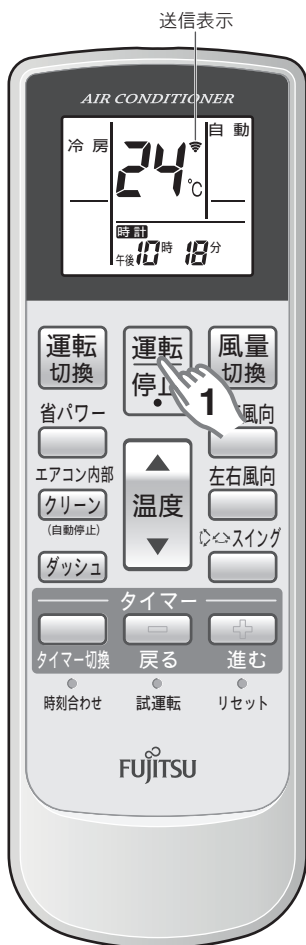 送信表示
AIR CONDITIONER
冷房 24℃ 自動
時計
午後10時 18分
運転切換
運転停止
風量切換
1
省パワー
風向
エアコン内部
クリーン
(自動停止)
温度
左右風向
スイング
ダッシュ
タイマー
タイマー切換 戻る 進む
時刻合わせ 試運転 リセット
FUJITSU